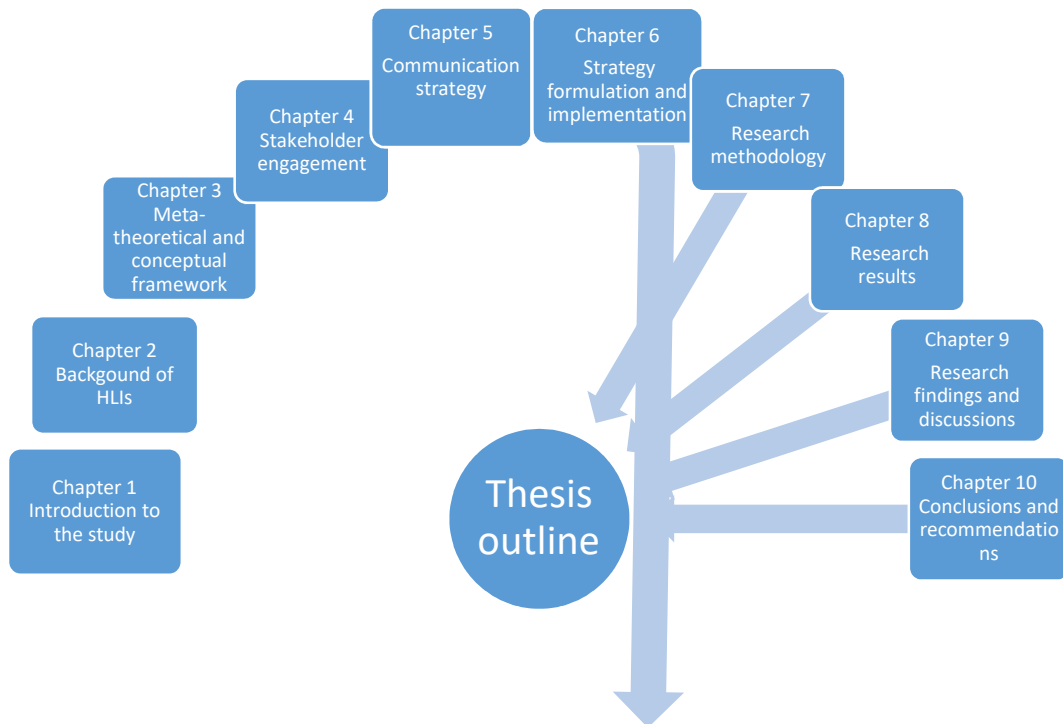 Chapter 1
Introduction to
the study
Chapter 2
Backgound of
HLIs
Chapter 3
Meta-
theoretical and
conceptual
framework
Chapter 4
Stakeholder
engagement
Chapter 5
Communication
strategy
Chapter 6
Strategy
formulation and
implementation
Chapter 7
Research
methodology
Chapter 8
Research
results
Chapter 9
Research
findings and
discussions
Chapter 10
Conclusions and
recommendatio
ns
Thesis
outline